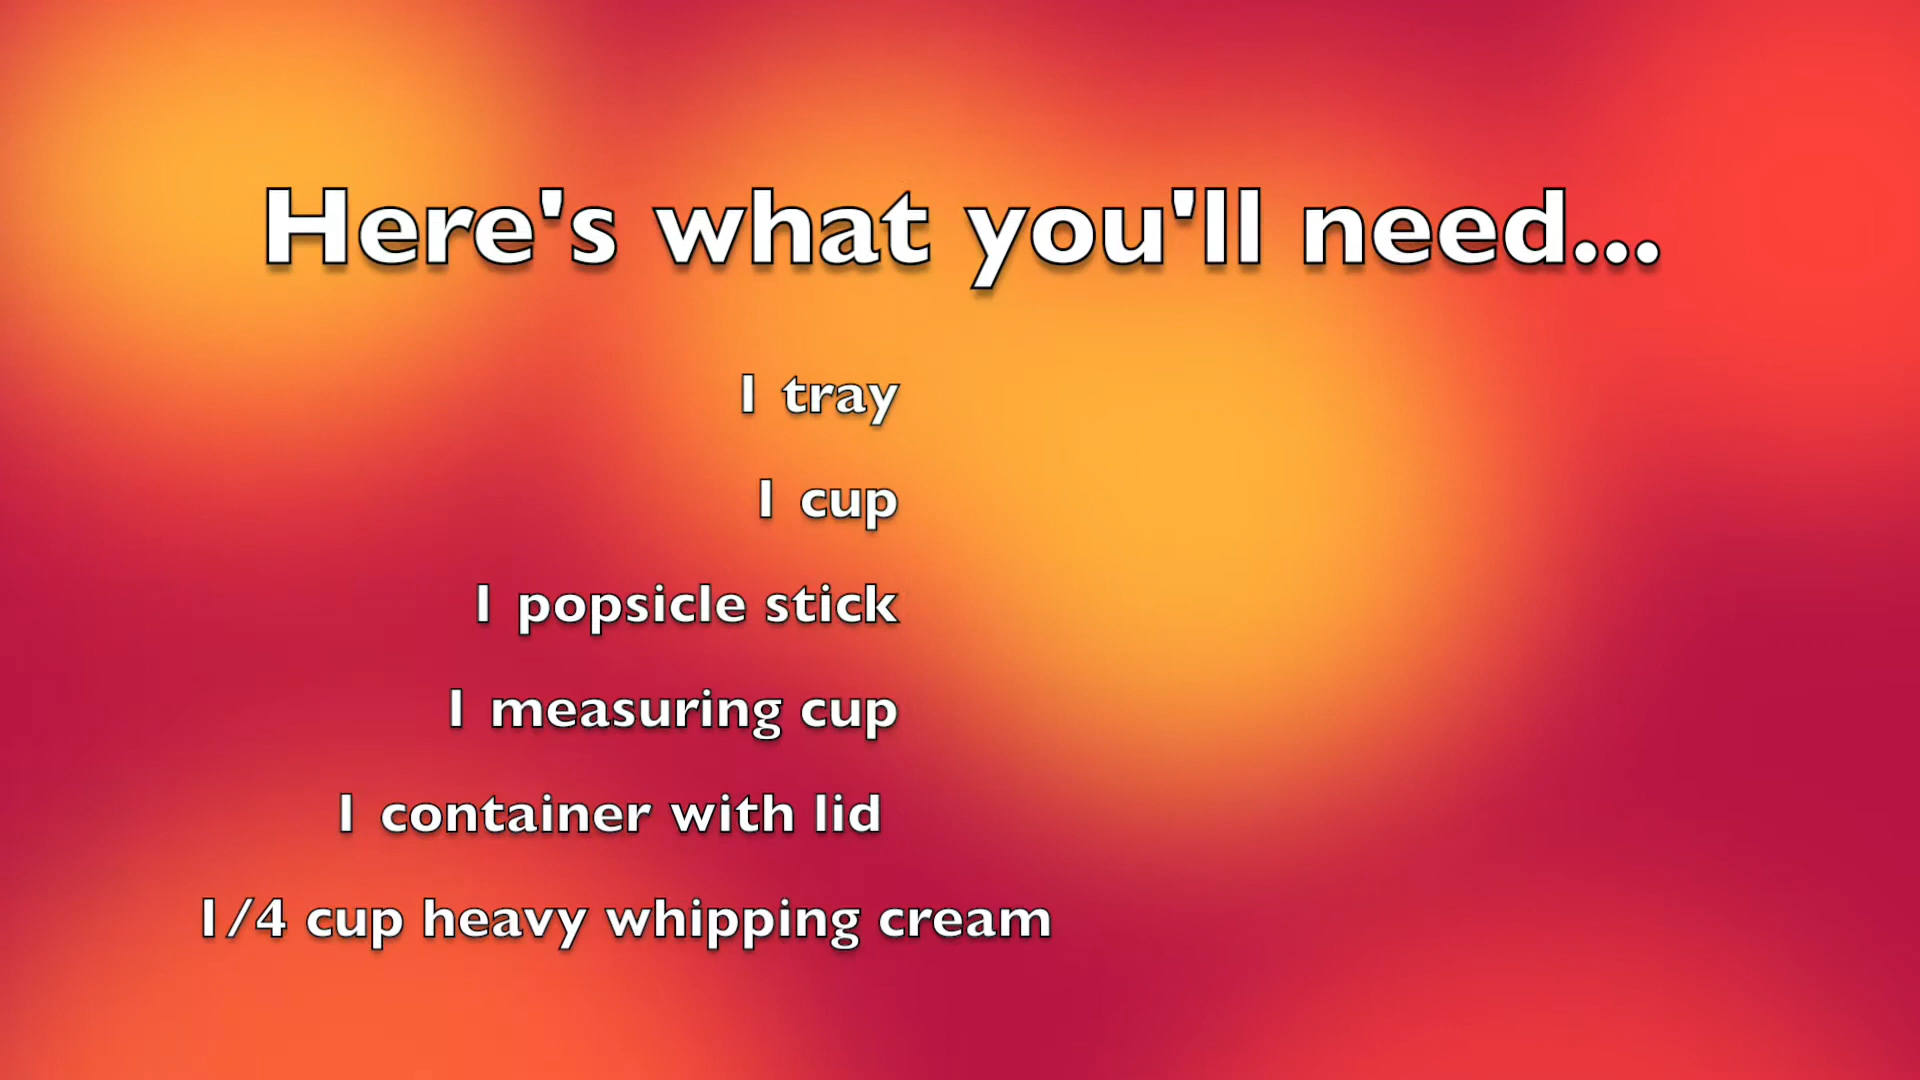 Here's what you'll need...
1 tray
1 cup
1 popsicle stick
1 measuring cup
1 container with lid
1/4 cup heavy whipping cream